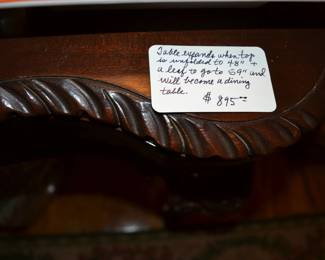 Table expands when top
is unfolded to 48" +
a leaf to go to 59" and
will become a dining
table.
$895.00